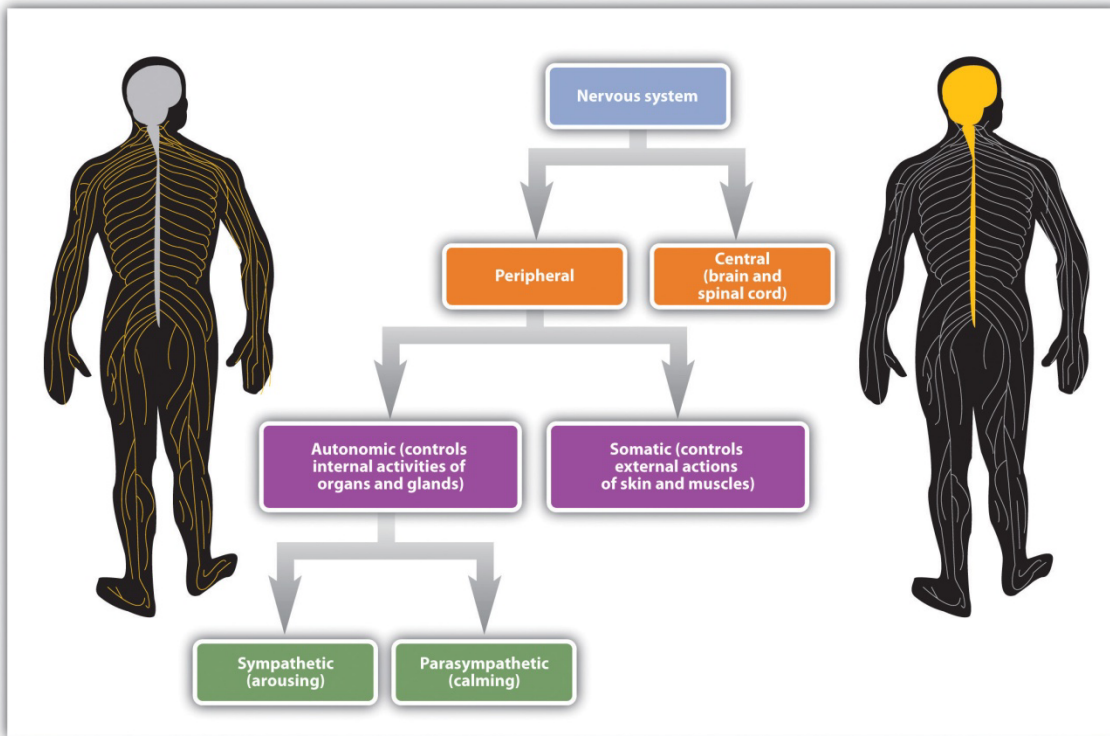 Nervous system
Peripheral
Central
(brain and
spinal cord)
Autonomic (controls
internal activities of
organs and glands)
Somatic (controls
external actions
of skin and muscles)
Sympathetic
(arousing)
Parasympathetic
(calming)